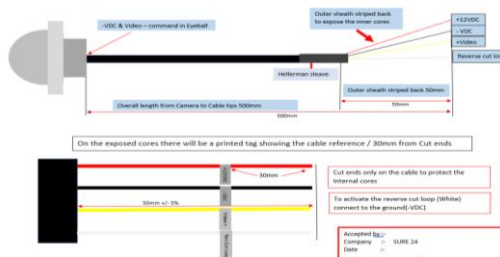 -VDC & Video – command in Eyeball
Outer sheath striped back
to expose the inner cores
+12VDC
- VDC
+Video
Reverse cut loo
Hellerman sleave
Outer sheath striped back 50mm
Overall length from Camera to Cable tips 500mm
50mm
500mm
On the exposed cores there will be a printed tag showing the cable reference / 30mm from Cut ends
30mm
50mm +/- 5%
Cut ends only on the cable to protect the
internal cores
To activate the reverse cut loop (White)
connect to the ground(-VDC)
Accepted by :-
Company :- SURE 24
Date :-